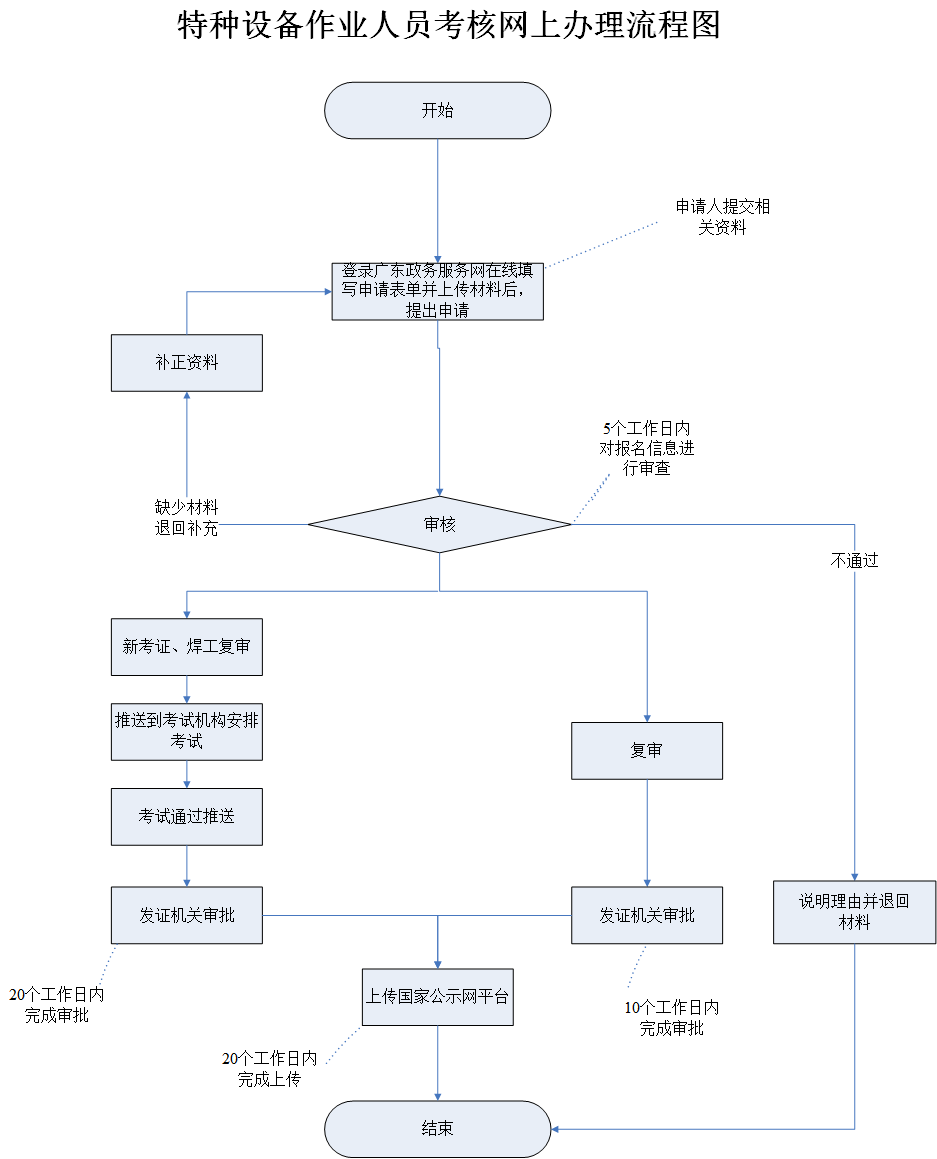 特种设备作业人员考核网上办理流程图
开始
申请人提交相
关资料
登录广东政务服务网在线填
写申请表单并上传材料后，
提出申请
补正资料
5个工作日内
对报名信息进
行审查
缺少材料
退回补充
审核
不通过
新考证、焊工复审
推送到考试机构安排
考试
复审
考试通过推送
发证机关审批
发证机关审批
说明理由并退回
材料
20个工作日内
完成审批
上传国家公示网平台
10个工作日内
完成审批
20个工作日内
完成上传
结束